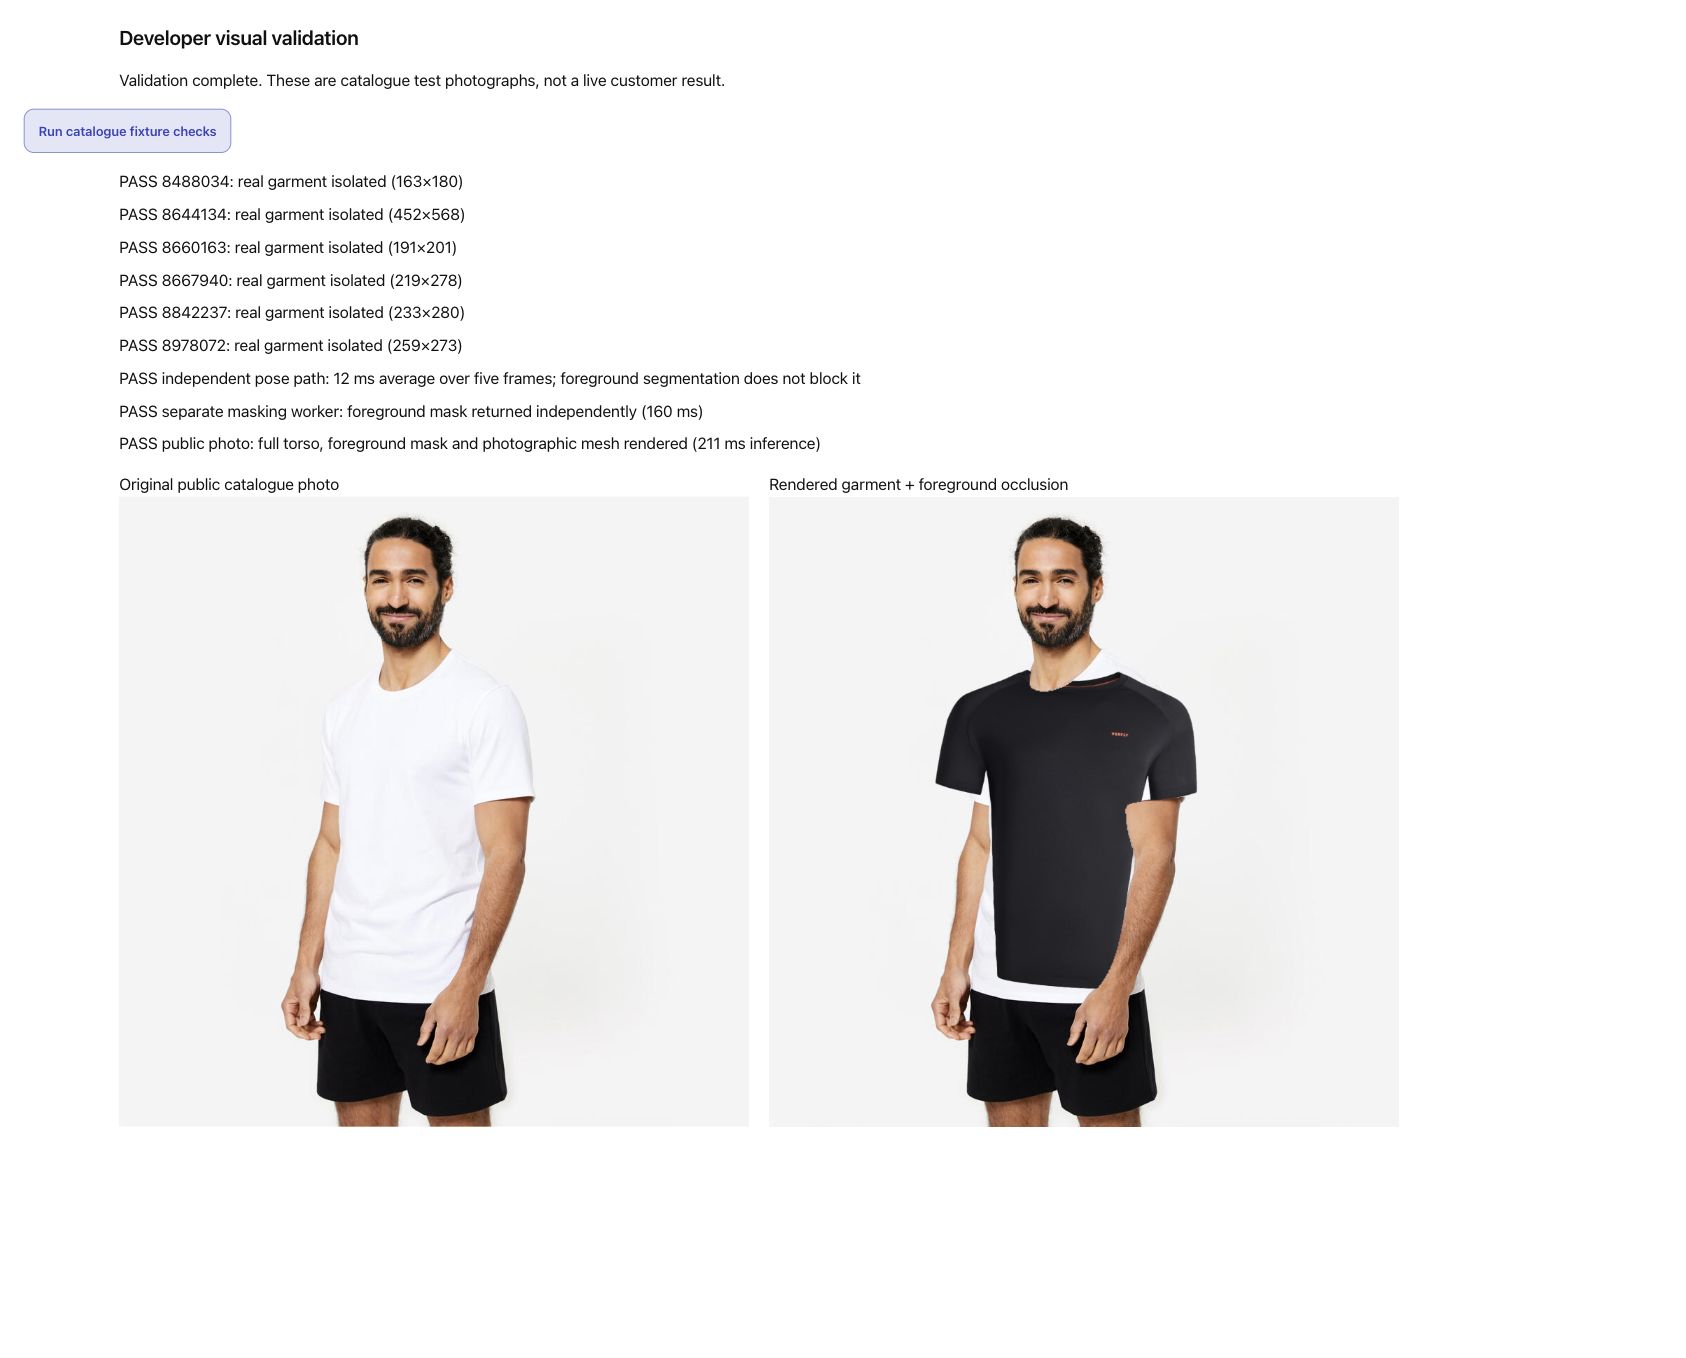 Developer visual validation
Validation complete. These are catalogue test photographs, not a live customer result.
Run catalogue fixture checks
PASS 8488034: real garment isolated (163×180)
PASS 8644134: real garment isolated (452×568)
PASS 8660163: real garment isolated (191×201)
PASS 8667940: real garment isolated (219×278)
PASS 8842237: real garment isolated (233×280)
PASS 8978072: real garment isolated (259×273)
PASS independent pose path: 12 ms average over five frames; foreground segmentation does not block it
PASS separate masking worker: foreground mask returned independently (160 ms)
PASS public photo: full torso, foreground mask and photographic mesh rendered (211 ms inference)
Original public catalogue photo
Rendered garment + foreground occlusion